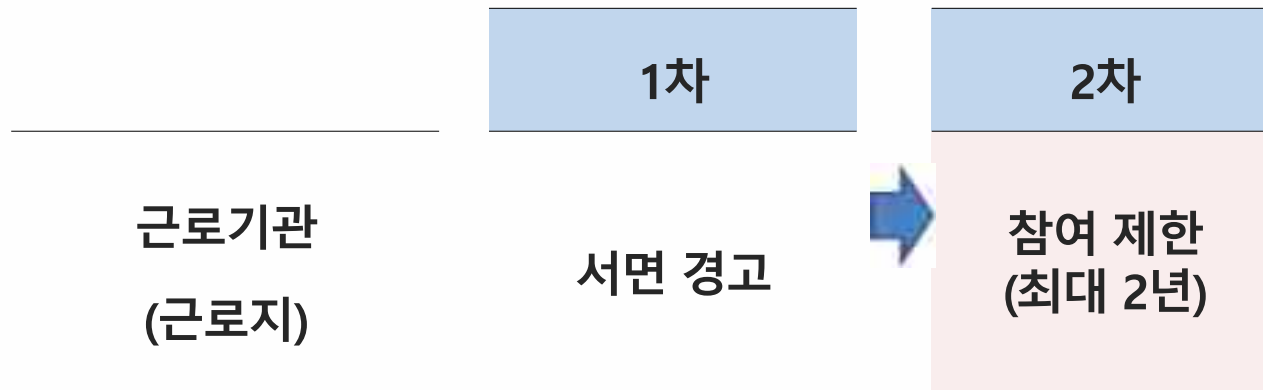 1차
2차
근로기관
(근로지)
서면 경고
참여 제한
(최대 2년)